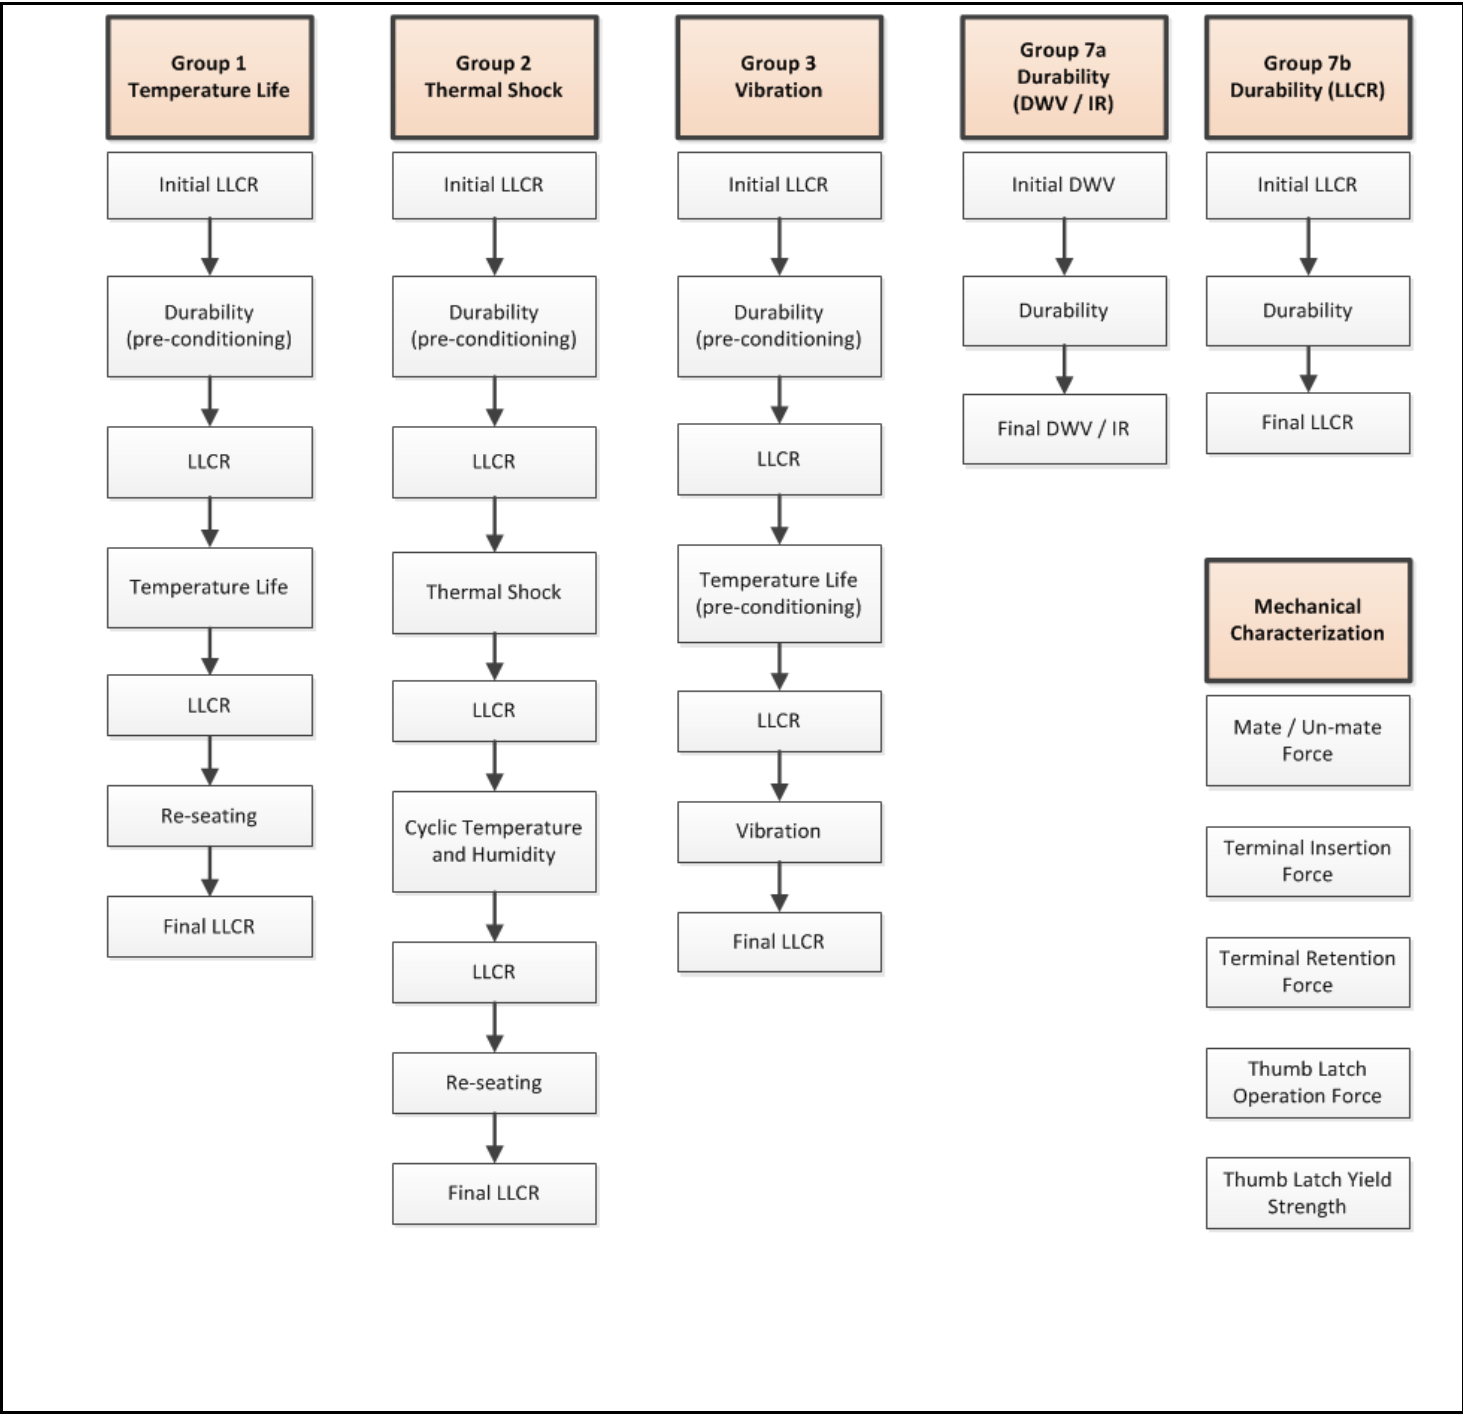 Group 1
Temperature Life
Initial LLCR
Durability
(pre-conditioning)
LLCR
Temperature Life
LLCR
Re-seating
Final LLCR
Group 2
Thermal Shock
Initial LLCR
Durability
(pre-conditioning)
LLCR
Thermal Shock
LLCR
Cyclic Temperature
and Humidity
LLCR
Re-seating
Final LLCR
Group 3
Vibration
Initial LLCR
Durability
(pre-conditioning)
LLCR
Temperature Life
(pre-conditioning)
LLCR
Vibration
Final LLCR
Group 7a
Durability
(DWV / IR)
Initial DWV
Durability
Final DWV / IR
Group 7b
Durability (LLCR)
Initial LLCR
Durability
Final LLCR
Mechanical
Characterization
Mate / Un-mate
Force
Terminal Insertion
Force
Terminal Retention
Force
Thumb Latch
Operation Force
Thumb Latch Yield
Strength